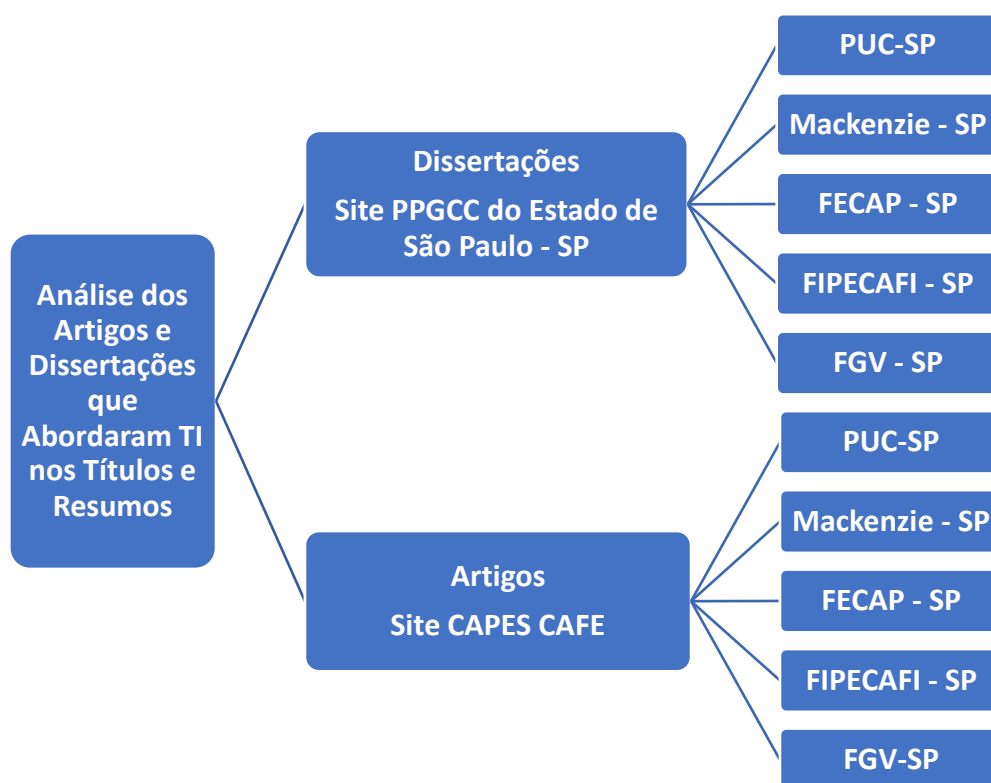 Análise dos
Artigos e
Dissertações
que
Abordaram TI
nos Títulos e
Resumos
Dissertações
Site PPGCC do Estado de
São Paulo - SP
PUC-SP
Mackenzie - SP
FECAP - SP
FIPECAFI - SP
FGV - SP
Artigos
Site CAPES CAFE
PUC-SP
Mackenzie - SP
FECAP - SP
FIPECAFI - SP
FGV-SP